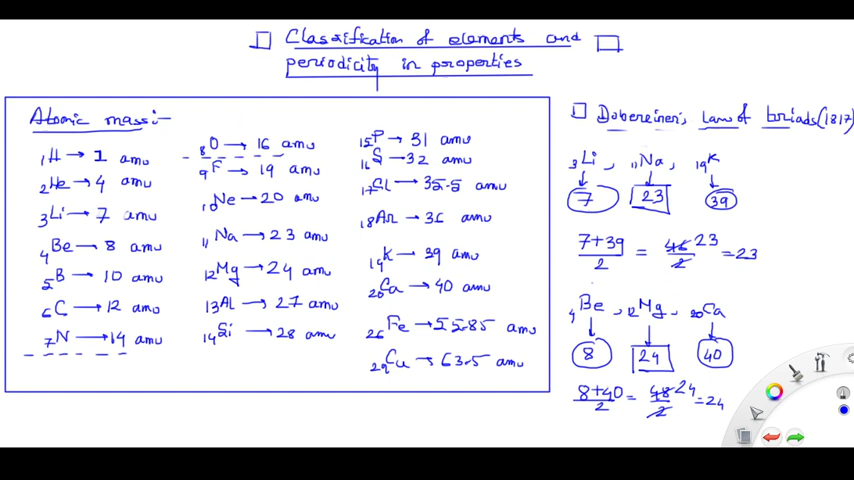 Classification of elements and
periodicity in properties
Atomic mass:-
₁H → 1 amu
₂He → 4 amu
₃Li → 7 amu
₄Be → 8 amu
₅B → 10 amu
₆C → 12 amu
₇N → 14 amu
₈O → 16 amu
₉F → 19 amu
₁₀Ne → 20 amu
₁₁Na → 23 amu
₁₂Mg → 24 amu
₁₃Al → 27 amu
₁₄Si → 28 amu
₁₅P → 31 amu
₁₆S → 32 amu
₁₇Cl → 35.5 amu
₁₈Ar → 36 amu
₁₉K → 39 amu
₂₀Ca → 40 amu
₂₆Fe → 55.85 amu
₂₉Cu → 63.5 amu
Dobereiner's Law of triads (1817)
₃Li, ₁₁Na, ₁₉K
7 23 39
7+39/2 = 46/2 23 = 23
₄Be, ₁₂Mg, ₂₀Ca
8 24 40
8+40/2 = 48/2 24 = 24